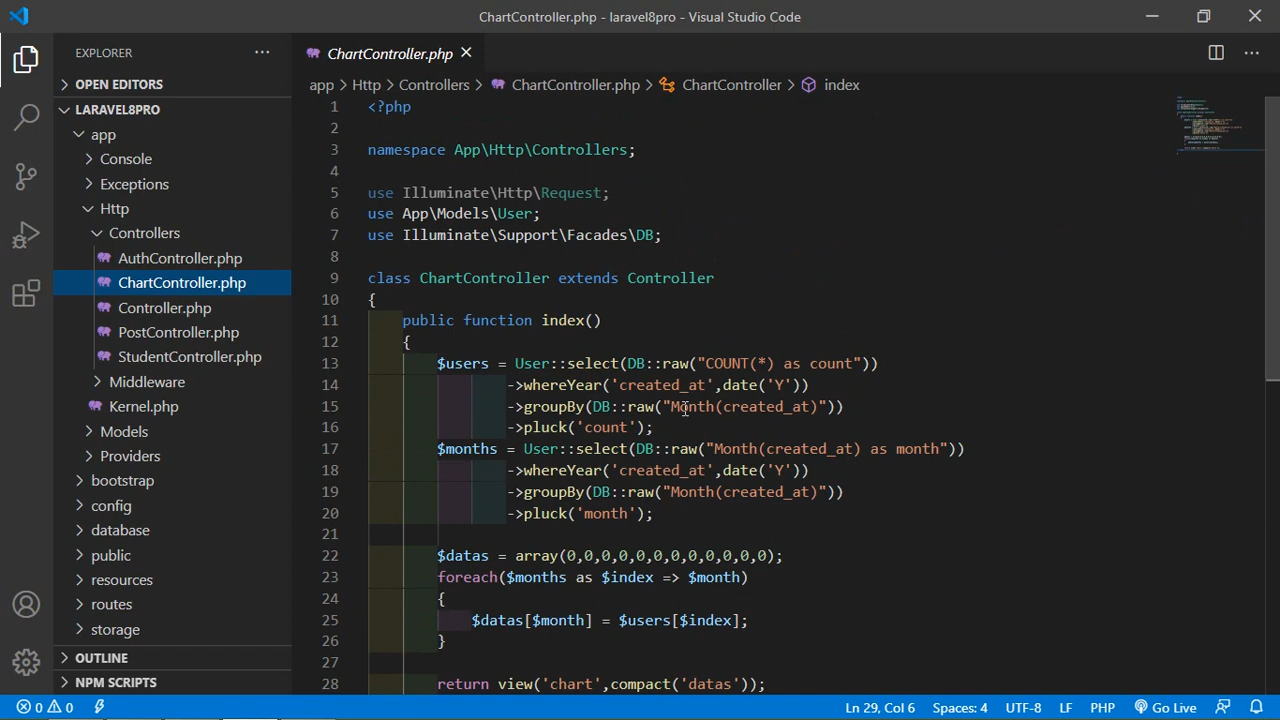 ChartController.php - laravel8pro - Visual Studio Code
EXPLORER
OPEN EDITORS
LARAVEL8PRO
app
Console
Exceptions
Http
Controllers
AuthController.php
ChartController.php
Controller.php
PostController.php
StudentController.php
Middleware
Kernel.php
Models
Providers
bootstrap
config
database
public
resources
routes
storage
OUTLINE
NPM SCRIPTS
ChartController.php
app > Http > Controllers > ChartController.php > ChartController > index
1 <?php
2
3 namespace App\Http\Controllers;
4
5 use Illuminate\Http\Request;
6 use App\Models\User;
7 use Illuminate\Support\Facades\DB;
8
9 class ChartController extends Controller
10 {
11 public function index()
12 {
13 $users = User::select(DB::raw("COUNT(*) as count"))
14 ->whereYear('created_at',date('Y'))
15 ->groupBy(DB::raw("Month(created_at)"))
16 ->pluck('count');
17 $months = User::select(DB::raw("Month(created_at) as month"))
18 ->whereYear('created_at',date('Y'))
19 ->groupBy(DB::raw("Month(created_at)"))
20 ->pluck('month');
21
22 $datas = array(0,0,0,0,0,0,0,0,0,0,0,0);
23 foreach($months as $index => $month)
24 {
25 $datas[$month] = $users[$index];
26 }
27
28 return view('chart',compact('datas'));
0 0 Ln 29, Col 6 Spaces: 4 UTF-8 LF PHP Go Live